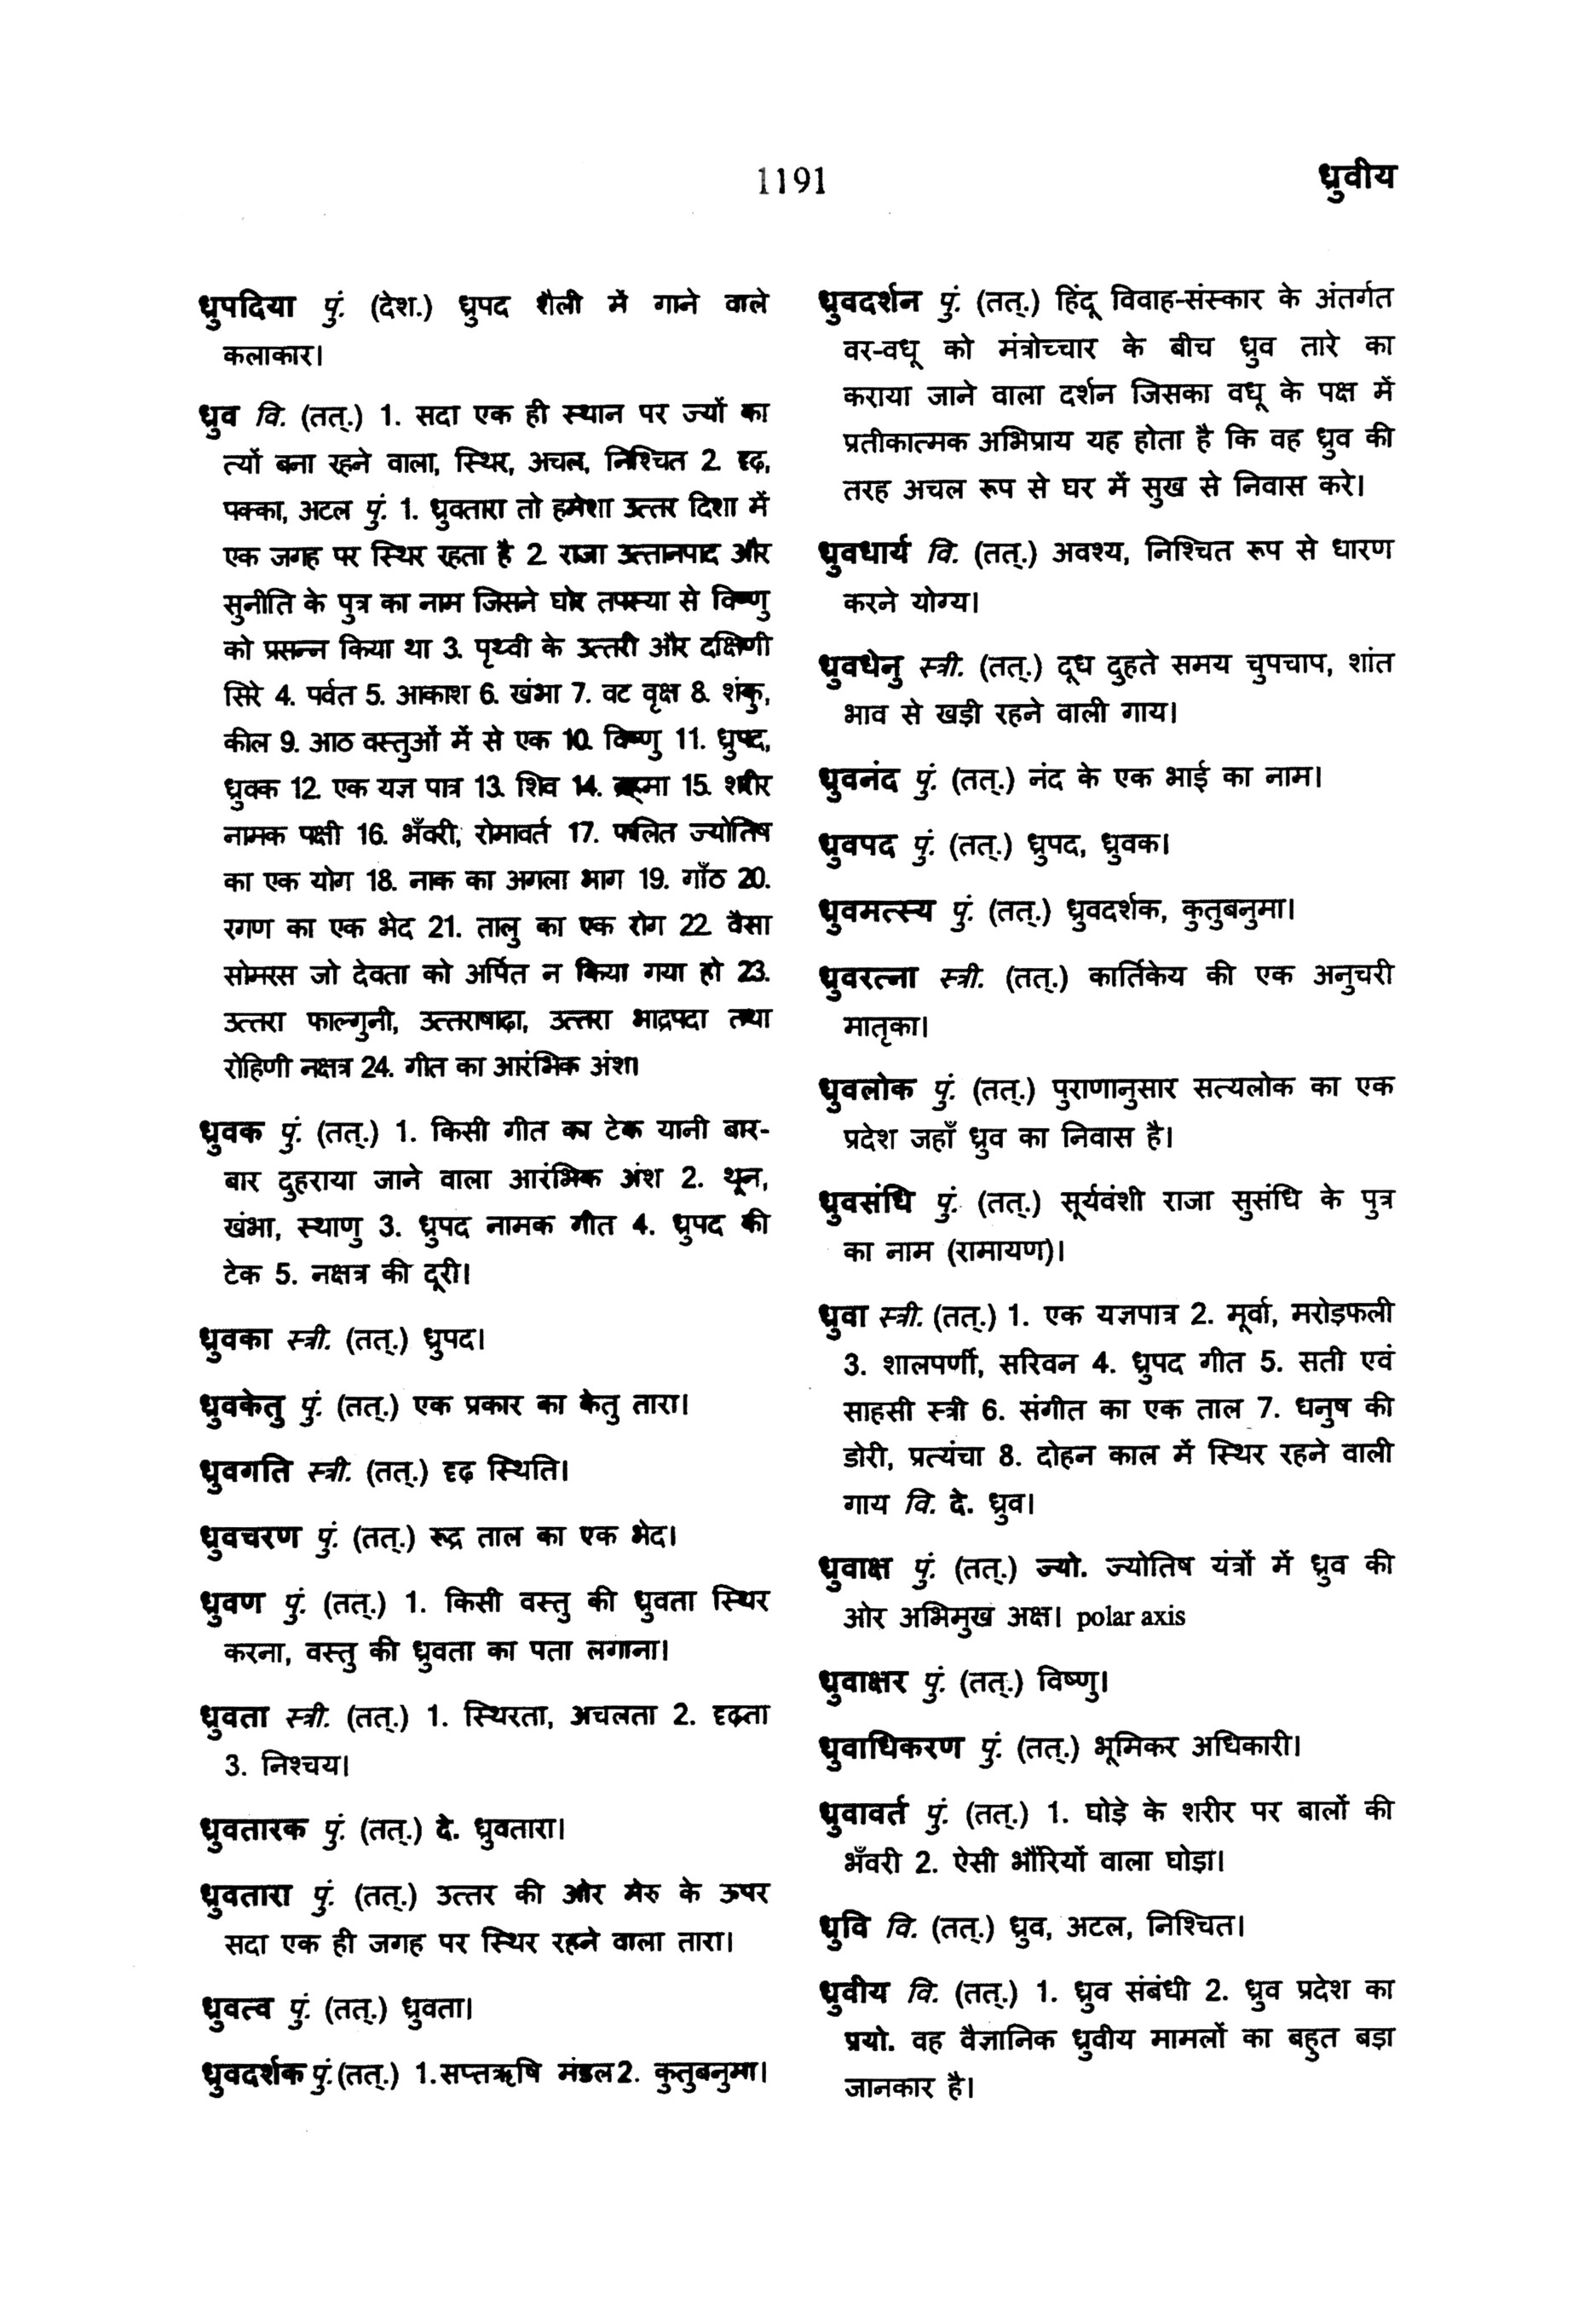 1191
ध्रुवीय
ध्रुपदिया पुं. (देश.) ध्रुपद शैली में गाने वाले
कलाकार।
ध्रुव वि. (तत्.) 1. सदा एक ही स्थान पर ज्यों का
त्यों बना रहने वाला, स्थिर, अचल, निश्चित 2. दृढ़,
पक्का, अटल पुं. 1. ध्रुवतारा तो हमेशा उत्तर दिशा में
एक जगह पर स्थिर रहता है 2. राजा उत्तानपाद और
सुनीति के पुत्र का नाम जिसने घोर तपस्या से विष्णु
को प्रसन्न किया था 3. पृथ्वी के उत्तरी और दक्षिणी
सिरे 4. पर्वत 5. आकाश 6. खंभा 7. वट वृक्ष 8. शंकु,
कील 9. आठ वस्तुओं में से एक 10. विष्णु 11. ध्रुपद,
ध्रुवक 12. एक यज्ञ पात्र 13. शिव 14. ब्रह्मा 15. शरीर
नामक पक्षी 16. भँवरी, रोमावर्त 17. फलित ज्योतिष
का एक योग 18. नाक का अगला भाग 19. गाँठ 20.
रगण का एक भेद 21. तालु का एक रोग 22. वैसा
सोमरस जो देवता को अर्पित न किया गया हो 23.
उत्तरा फाल्गुनी, उत्तराषाढ़ा, उत्तरा भाद्रपदा तथा
रोहिणी नक्षत्र 24. गीत का आरंभिक अंश।
ध्रुवक पुं. (तत्.) 1. किसी गीत का टेक यानी बार-
बार दुहराया जाने वाला आरंभिक अंश 2. थून,
खंभा, स्थाणु 3. ध्रुपद नामक गीत 4. ध्रुपद की
टेक 5. नक्षत्र की दूरी।
ध्रुवका स्त्री. (तत्.) ध्रुपद।
ध्रुवकेतु पुं. (तत्.) एक प्रकार का केतु तारा।
ध्रुवगति स्त्री. (तत्.) दृढ़ स्थिति।
ध्रुवचरण पुं. (तत्.) रूद्र ताल का एक भेद।
ध्रुवण पुं. (तत्.) 1. किसी वस्तु की ध्रुवता स्थिर
करना, वस्तु की ध्रुवता का पता लगाना।
ध्रुवता स्त्री. (तत्.) 1. स्थिरता, अचलता 2. दृढ़ता
3. निश्चय।
ध्रुवतारक पुं. (तत्.) दे. ध्रुवतारा।
ध्रुवतारा पुं. (तत्.) उत्तर की ओर मेरु के ऊपर
सदा एक ही जगह पर स्थिर रहने वाला तारा।
ध्रुवत्व पुं. (तत्.) ध्रुवता।
ध्रुवदर्शक पुं.(तत्.) 1.सप्तऋषि मंडल2. कुतुबनुमा।
ध्रुवदर्शन पुं. (तत्.) हिंदू विवाह-संस्कार के अंतर्गत
वर-वधू को मंत्रोच्चार के बीच ध्रुव तारे का
कराया जाने वाला दर्शन जिसका वधू के पक्ष में
प्रतीकात्मक अभिप्राय यह होता है कि वह ध्रुव की
तरह अचल रूप से घर में सुख से निवास करे।
ध्रुवधार्य वि. (तत्.) अवश्य, निश्चित रूप से धारण
करने योग्य।
ध्रुवधेनु स्त्री. (तत्.) दूध दुहते समय चुपचाप, शांत
भाव से खड़ी रहने वाली गाय।
ध्रुवनंद पुं. (तत्.) नंद के एक भाई का नाम।
ध्रुवपद पुं. (तत्.) ध्रुपद, ध्रुवक।
ध्रुवमत्स्य पुं. (तत्.) ध्रुवदर्शक, कुतुबनुमा।
ध्रुवरत्ना स्त्री. (तत्.) कार्तिकेय की एक अनुचरी
मातृका।
ध्रुवलोक पुं. (तत्.) पुराणानुसार सत्यलोक का एक
प्रदेश जहाँ ध्रुव का निवास है।
ध्रुवसंधि पुं. (तत्.) सूर्यवंशी राजा सुसंधि के पुत्र
का नाम (रामायण)।
ध्रुवा स्त्री. (तत्.) 1. एक यज्ञपात्र 2. मूर्वा, मरोड़फली
3. शालपर्णी, सरिवन 4. ध्रुपद गीत 5. सती एवं
साहसी स्त्री 6. संगीत का एक ताल 7. धनुष की
डोरी, प्रत्यंचा 8. दोहन काल में स्थिर रहने वाली
गाय वि. दे. ध्रुव।
ध्रुवाक्ष पुं. (तत्.) ज्यो. ज्योतिष यंत्रों में ध्रुव की
ओर अभिमुख अक्ष। polar axis
ध्रुवाक्षर पुं. (तत्.) विष्णु।
ध्रुवाधिकरण पुं. (तत्.) भूमिकर अधिकारी।
ध्रुवावर्त पुं. (तत्.) 1. घोड़े के शरीर पर बालों की
भँवरी 2. ऐसी भौंरियों वाला घोड़ा।
ध्रुवि वि. (तत्.) ध्रुव, अटल, निश्चित।
ध्रुवीय वि. (तत्.) 1. ध्रुव संबंधी 2. ध्रुव प्रदेश का
प्रयो. वह वैज्ञानिक ध्रुवीय मामलों का बहुत बड़ा
जानकार है।